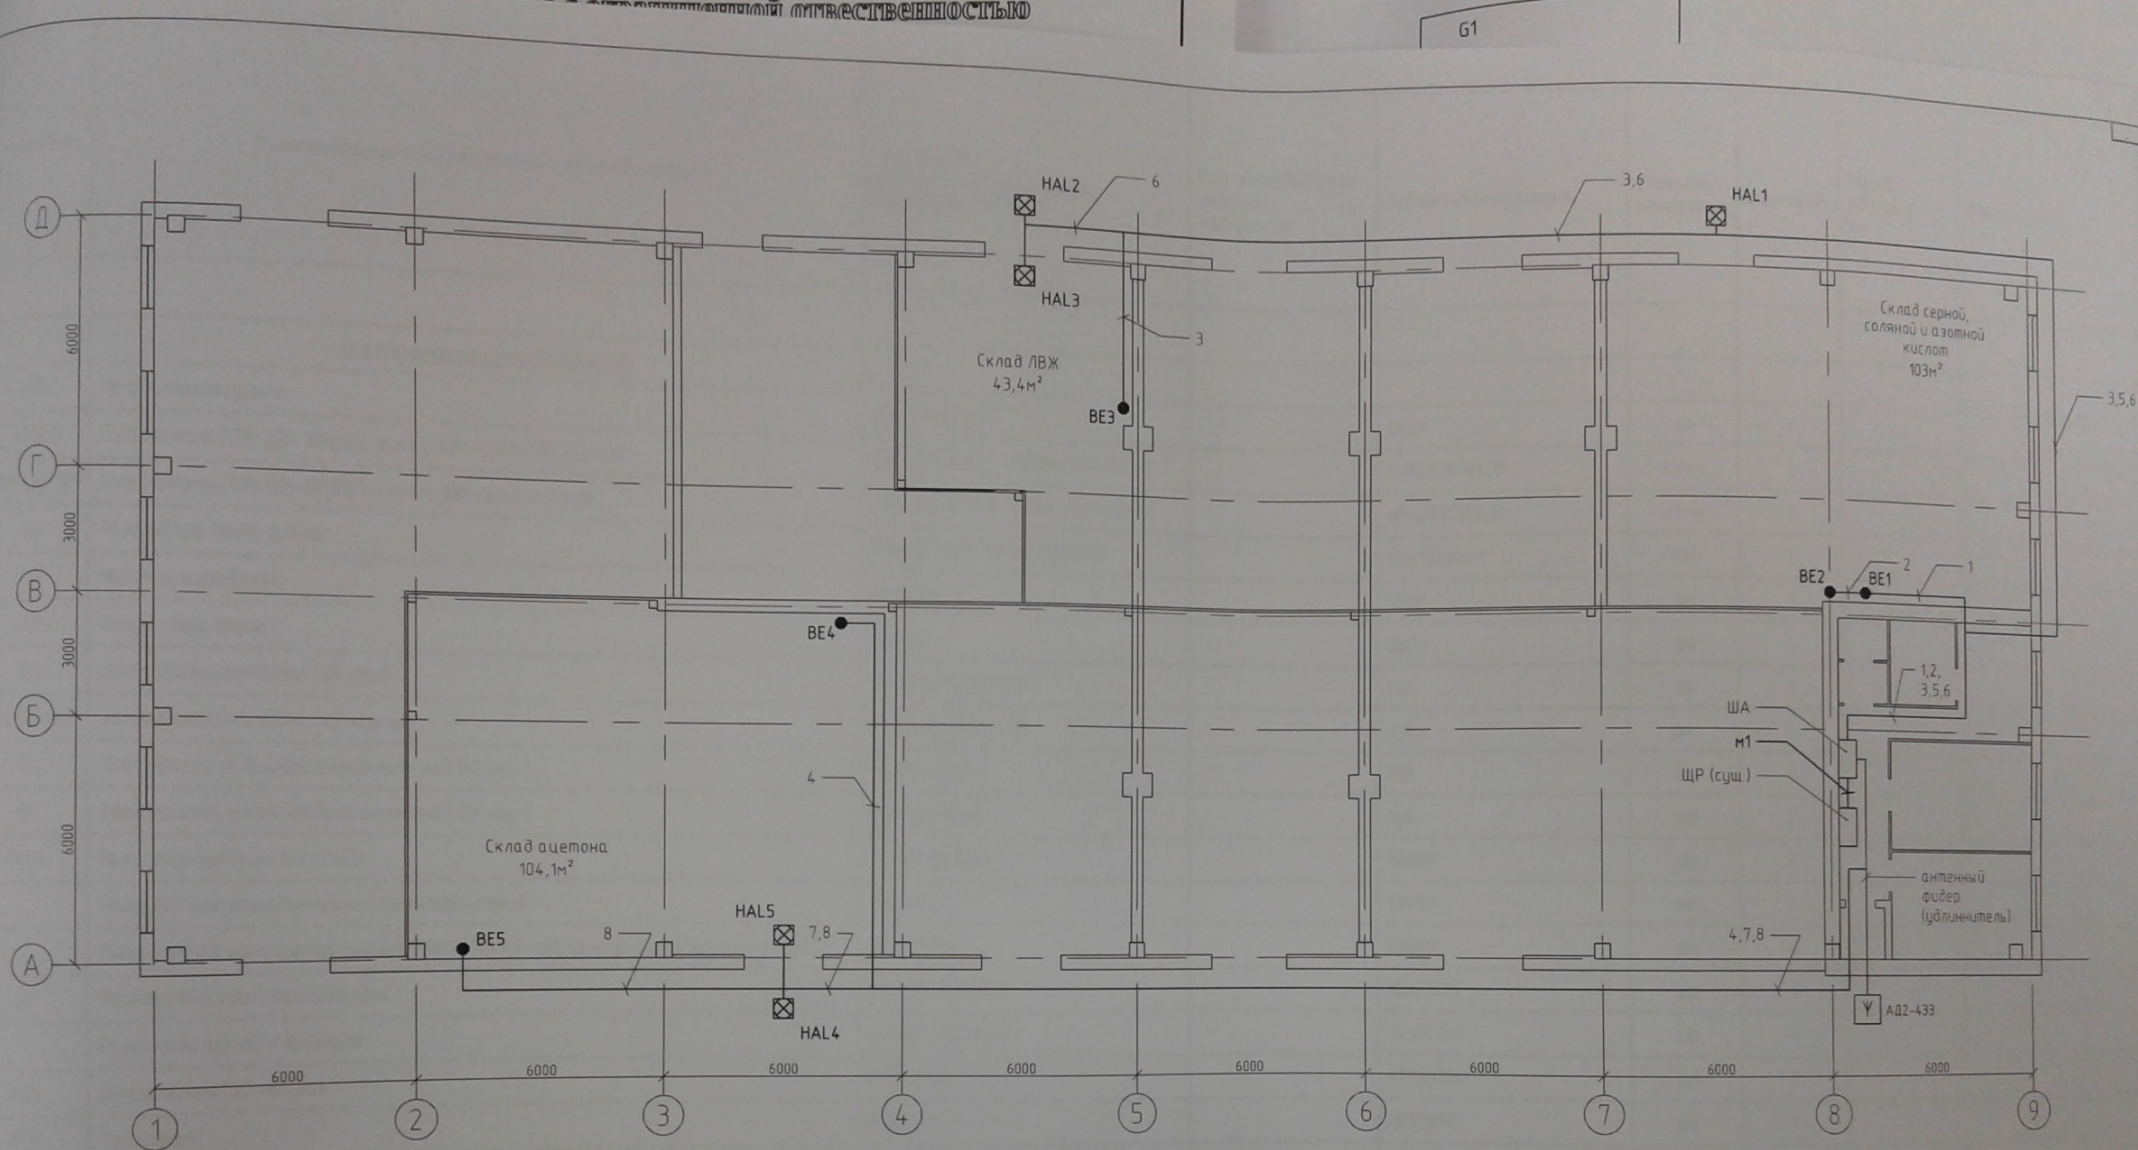 отвественностью
G1
HAL2
6
3,6
HAL1
HAL3
3
Д
6000
Склад серной,
соляной и азотной
кислот
103м²
Склад ЛВЖ
43,4м²
BE3
3,5,6
Г
3000
BE2
2
BE1
1
В
3000
BE4
1,2,
3,5,6
Б
ША
м1
ЩР (сущ.)
4
6000
Склад ацетона
104,1м²
антенный
фидер
(удлиннитель)
HAL5
BE5
8
7,8
4,7,8
А
HAL4
АД2-433
6000
6000
6000
6000
6000
6000
6000
6000
1
2
3
4
5
6
7
8
9